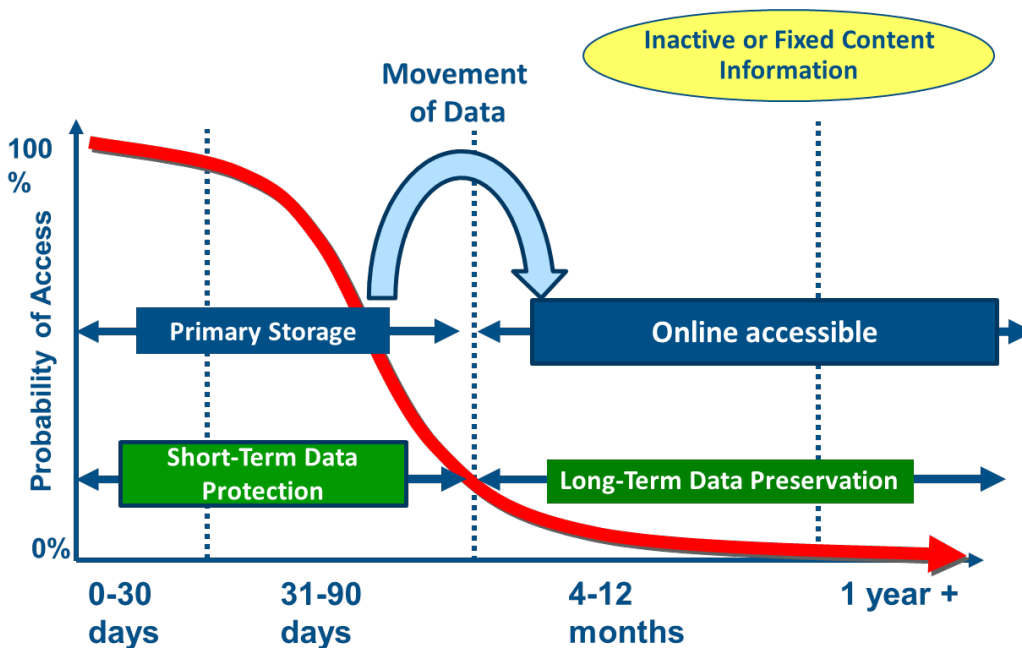 Inactive or Fixed Content
Information
Movement
of Data
100
%
Probability of Access
Primary Storage
Online accessible
Short-Term Data
Protection
Long-Term Data Preservation
0%
0-30
days
31-90
days
4-12
months
1 year +